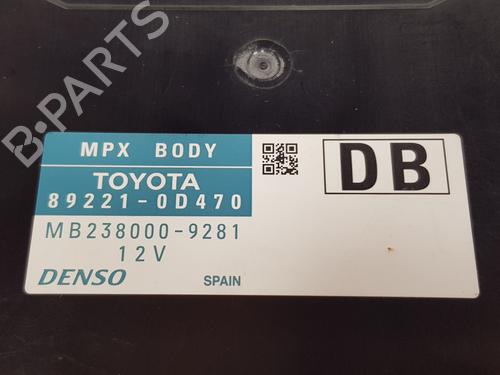 B-PARTS
MPX BODY
TOYOTA
89221-0D470
MB238000-9281
12V
DENSO
SPAIN
DB